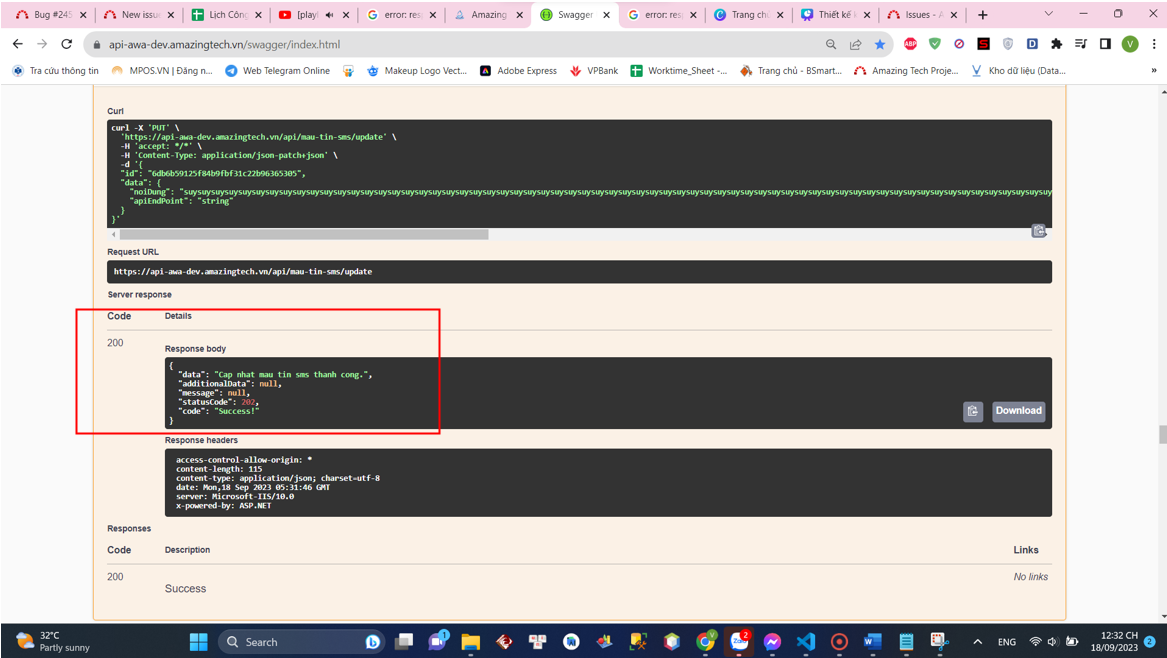 Bug #245
New issue
Lịch Công
[playl
error: res
Amazing
Swagger
error: res
Trang chủ
Thiết kế k
Issues - A
api-awa-dev.amazingtech.vn/swagger/index.html
Tra cứu thông tin
MPOS.VN | Đăng n...
Web Telegram Online
Makeup Logo Vect...
Adobe Express
VPBank
Worktime_Sheet -...
Trang chủ - BSmart...
Amazing Tech Proje...
Kho dữ liệu (Data...
»
Curl
curl -X 'PUT' \
'https://api-awa-dev.amazingtech.vn/api/mau-tin-sms/update' \
-H 'accept: */*' \
-H 'Content-Type: application/json-patch+json' \
-d '{
"id": "6db6b59125f84b9fbf31c22b96365305",
"data": {
"apiEndPoint": "string"
}
}'
Request URL
https://api-awa-dev.amazingtech.vn/api/mau-tin-sms/update
Server response
Code Details
200
Response body
{
"data": "Cap nhat mau tin sms thanh cong.",
"additionalData": null,
"message": null,
"statusCode": 202,
"code": "Success!"
}
Download
Response headers
access-control-allow-origin: *
content-length: 115
content-type: application/json; charset=utf-8
date: Mon,18 Sep 2023 05:31:46 GMT
server: Microsoft-IIS/10.0
x-powered-by: ASP.NET
Responses
Code Description Links
200 No links
Success
32°C
Partly sunny
Search
ENG
12:32 CH
18/09/2023